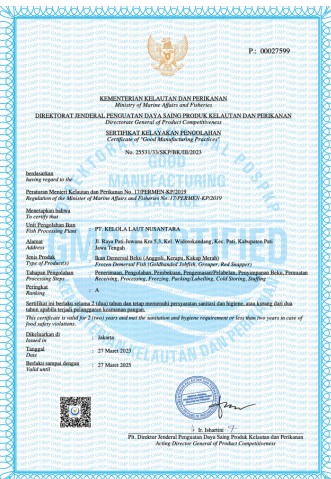 P.: 00027599
KEMENTERIAN KELAUTAN DAN PERIKANAN
Ministry of Marine Affairs and Fisheries
DIREKTORAT JENDERAL PENGUATAN DAYA SAING PRODUK KELAUTAN DAN PERIKANAN
Directorate General of Product Competitiveness
SERTIFIKAT KELAYAKAN PENGOLAHAN
Certificate of "Good Manufacturing Practices"
No. 25531/33/SKP/BK/III/2023
GOOD
MANUFACTURING
PRACTICES
berdasarkan
having regard to the
Peraturan Menteri Kelautan dan Perikanan No. 17/PERMEN-KP/2019
Regulation of the Minister of Marine Affairs and Fisheries No. 17/PERMEN-KP/2019
Menetapkan bahwa
To certify that
Unit Pengolahan Ikan : PT. KELOLA LAUT NUSANTARA
Fish Processing Plant
Alamat : Jl. Raya Pati-Juwana Km 5,3, Kel. Widorokandang, Kec. Pati, Kabupaten Pati
Address Jawa Tengah
Jenis Produk : Ikan Demersal Beku (Anggoli, Kerapu, Kakap Merah)
Type of Product(s) Frozen Demersal Fish (Goldbanded Jobfish, Grouper, Red Snapper)
Tahapan Pengolahan : Penerimaan, Pengolahan, Pembekuan, Pengemasan/Pelabelan, Penyimpanan Beku, Pemuatan
Processing Steps Receiving, Processing, Freezing, Packing/Labelling, Cold Storing, Stuffing
Peringkat : A
Ranking
GMP CERTIFIED
Sertifikat ini berlaku selama 2 (dua) tahun dan tetap memenuhi persyaratan sanitasi dan higiene, atau kurang dari dua
tahun apabila terjadi pelanggaran keamanan pangan.
This certificate is valid for 2 (two) years and met the sanitation and hygiene requirement or less than two years in case of
food safety violations.
Dikeluarkan di : Jakarta
Issued in
Tanggal : 27 Maret 2023
Date
Berlaku sampai dengan : 27 Maret 2025
Valid until
Ir. Ishartini
Plt. Direktur Jenderal Penguatan Daya Saing Produk Kelautan dan Perikanan
Acting Director General of Product Competitiveness